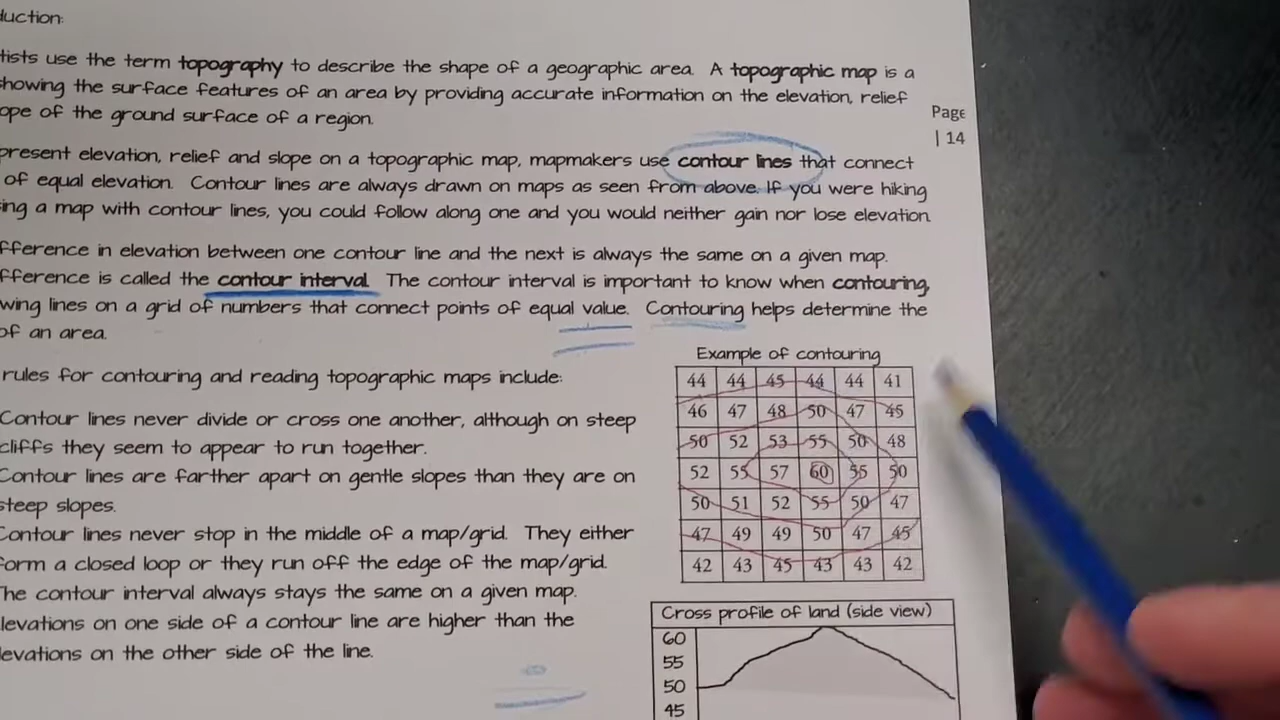 duction:
tists use the term topography to describe the shape of a geographic area. A topographic map is a
showing the surface features of an area by providing accurate information on the elevation, relief
ope of the ground surface of a region.
Page
| 14
present elevation, relief and slope on a topographic map, mapmakers use contour lines that connect
of equal elevation. Contour lines are always drawn on maps as seen from above. If you were hiking
ing a map with contour lines, you could follow along one and you would neither gain nor lose elevation.
fference in elevation between one contour line and the next is always the same on a given map.
fference is called the contour interval. The contour interval is important to know when contouring,
wing lines on a grid of numbers that connect points of equal value. Contouring helps determine the
of an area.
rules for contouring and reading topographic maps include:
Contour lines never divide or cross one another, although on steep
cliffs they seem to appear to run together.
Contour lines are farther apart on gentle slopes than they are on
steep slopes.
Contour lines never stop in the middle of a map/grid. They either
form a closed loop or they run off the edge of the map/grid.
The contour interval always stays the same on a given map.
levations on one side of a contour line are higher than the
levations on the other side of the line.
Example of contouring
44 44 45 44 44 41
46 47 48 50 47 45
50 52 53 55 50 48
52 55 57 60 55 50
50 51 52 55 50 47
47 49 49 50 47 45
42 43 45 43 43 42
Cross profile of land (side view)
60
55
50
45